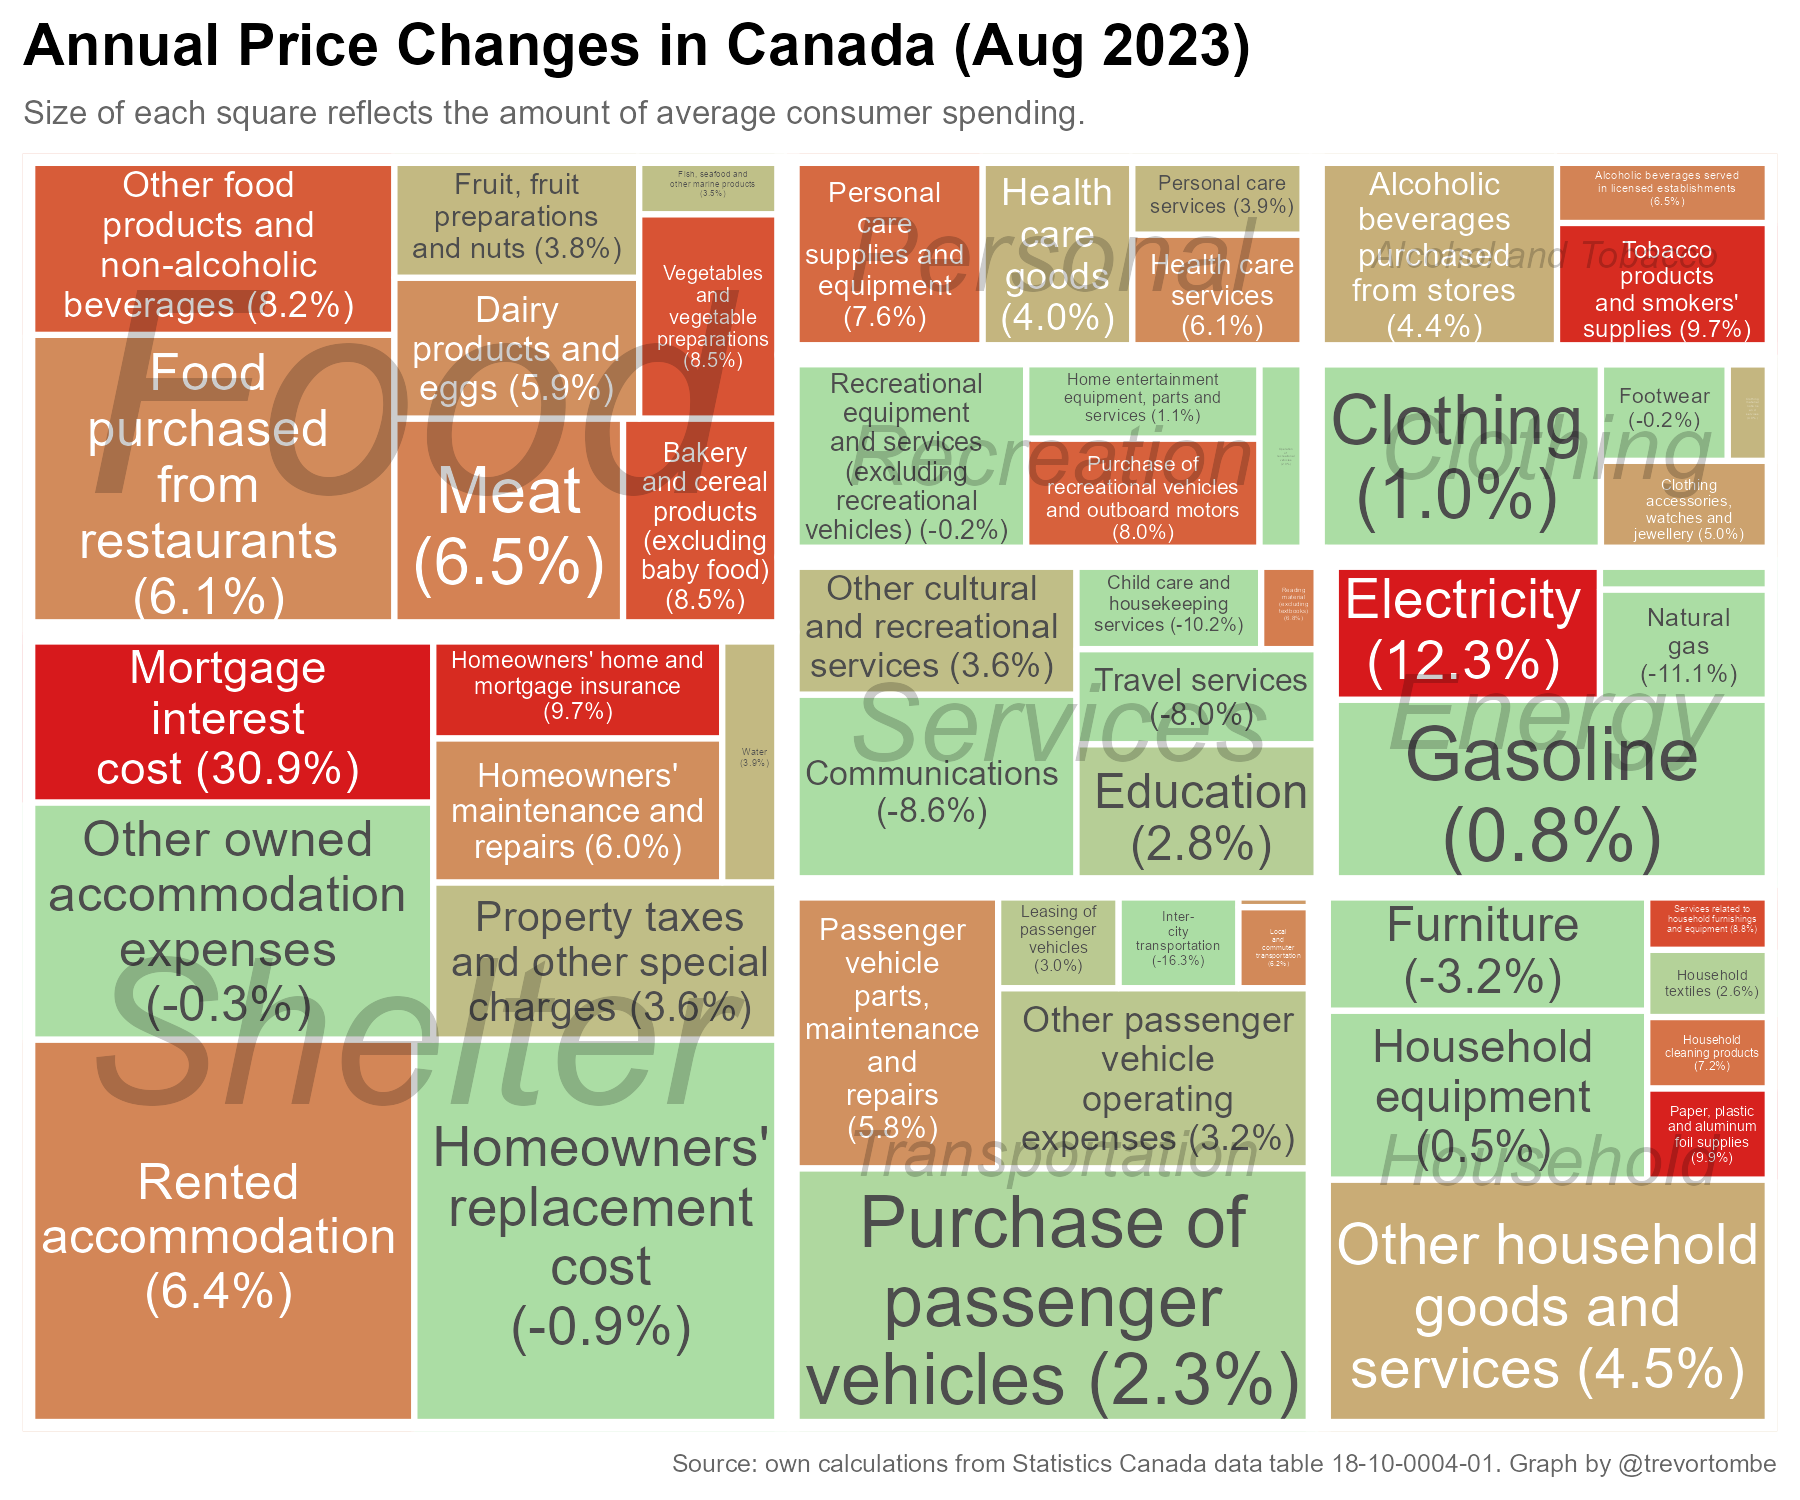 Annual Price Changes in Canada (Aug 2023)
Size of each square reflects the amount of average consumer spending.
Food
Other food
products and
non-alcoholic
beverages (8.2%)
Fruit, fruit
preparations
and nuts (3.8%)
Fish, seafood and
other marine products
(3.5%)
Vegetables
and
vegetable
preparations
(8.5%)
Dairy
products and
eggs (5.9%)
Food
purchased
from
restaurants
(6.1%)
Meat
(6.5%)
Bakery
and cereal
products
(excluding
baby food)
(8.5%)
Shelter
Mortgage
interest
cost (30.9%)
Homeowners' home and
mortgage insurance
(9.7%)
Water
(3.9%)
Homeowners'
maintenance and
repairs (6.0%)
Other owned
accommodation
expenses
(-0.3%)
Property taxes
and other special
charges (3.6%)
Rented
accommodation
(6.4%)
Homeowners'
replacement
cost
(-0.9%)
Personal
Personal
care
supplies and
equipment
(7.6%)
Health
care
goods
(4.0%)
Personal care
services (3.9%)
Health care
services
(6.1%)
Alcohol and Tobacco
Alcoholic
beverages
purchased
from stores
(4.4%)
Alcoholic beverages served
in licensed establishments
(6.5%)
Tobacco
products
and smokers'
supplies (9.7%)
Recreation
Recreational
equipment
and services
(excluding
recreational
vehicles) (-0.2%)
Home entertainment
equipment, parts and
services (1.1%)
Purchase of
recreational vehicles
and outboard motors
(8.0%)
Clothing
Clothing
(1.0%)
Footwear
(-0.2%)
Clothing
accessories,
watches and
jewellery (5.0%)
Services
Other cultural
and recreational
services (3.6%)
Child care and
housekeeping
services (-10.2%)
Reading
material
(excluding
textbooks)
Travel services
(-8.0%)
Communications
(-8.6%)
Education
(2.8%)
Energy
Electricity
(12.3%)
Natural
gas
(-11.1%)
Gasoline
(0.8%)
Transportation
Passenger
vehicle
parts,
maintenance
and
repairs
(5.8%)
Leasing of
passenger
vehicles
(3.0%)
Inter-
city
transportation
(-16.3%)
Local
and
commuter
transportation
(6.2%)
Other passenger
vehicle
operating
expenses (3.2%)
Purchase of
passenger
vehicles (2.3%)
Household
Furniture
(-3.2%)
Services related to
household furnishings
and equipment (8.8%)
Household
textiles (2.6%)
Household
equipment
(0.5%)
Household
cleaning products
(7.2%)
Paper, plastic
and aluminum
foil supplies
(9.9%)
Other household
goods and
services (4.5%)
Source: own calculations from Statistics Canada data table 18-10-0004-01. Graph by @trevortombe